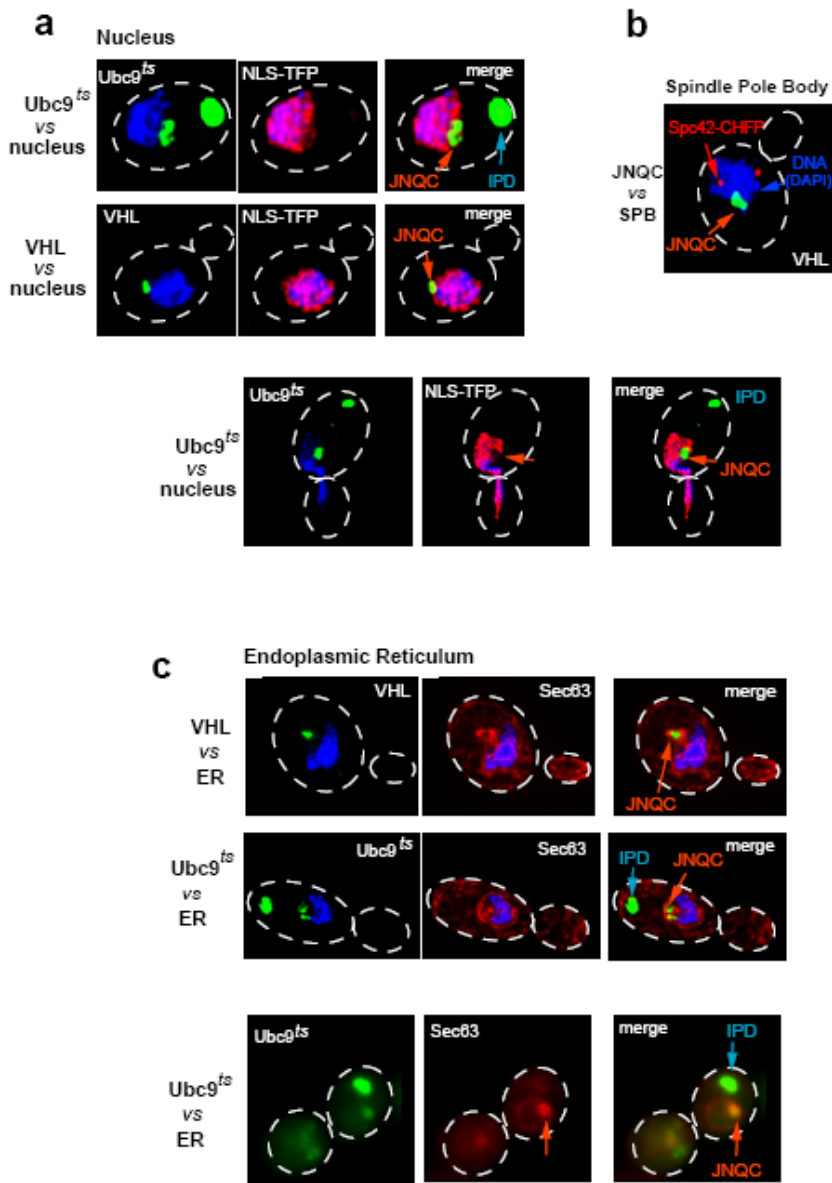 a
Nucleus
Ubc9ts
vs
nucleus
Ubc9ts
NLS-TFP
merge
JNQC
IPD
VHL
vs
nucleus
VHL
NLS-TFP
merge
JNQC
Ubc9ts
vs
nucleus
Ubc9ts
NLS-TFP
merge
IPD
JNQC
b
Spindle Pole Body
JNQC
vs
SPB
Spc42-CHFP
DNA
(DAPI)
JNQC
VHL
c
Endoplasmic Reticulum
VHL
vs
ER
VHL
Sec63
merge
JNQC
Ubc9ts
vs
ER
Ubc9ts
Sec63
merge
IPD
JNQC
Ubc9ts
vs
ER
Ubc9ts
Sec63
merge
IPD
JNQC